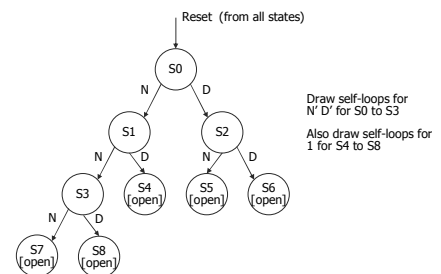 Reset (from all states)
S0
N D
Draw self-loops for
N' D' for S0 to S3
Also draw self-loops for
1 for S4 to S8
S1 S2
N D N D
S3 S4 S5 S6
[open] [open] [open]
N D
S7 S8
[open] [open]